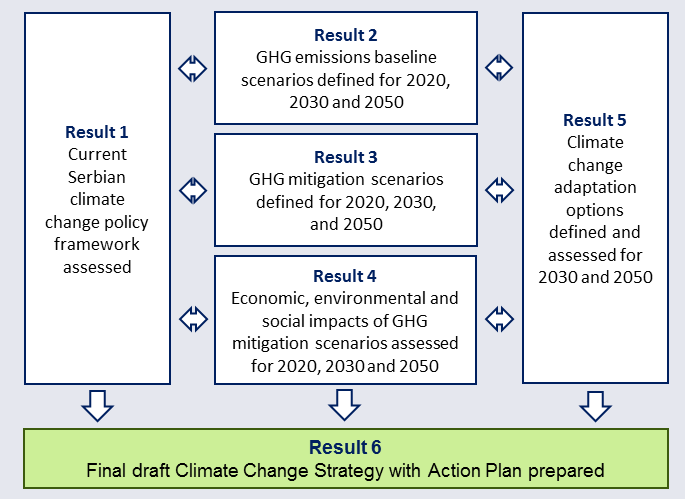 Result 1
Current
Serbian
climate
change policy
framework
assessed
Result 2
GHG emissions baseline
scenarios defined for 2020,
2030 and 2050
Result 3
GHG mitigation scenarios
defined for 2020, 2030,
and 2050
Result 4
Economic, environmental and
social impacts of GHG
mitigation scenarios assessed
for 2020, 2030 and 2050
Result 5
Climate
change
adaptation
options
defined and
assessed for
2030 and 2050
Result 6
Final draft Climate Change Strategy with Action Plan prepared